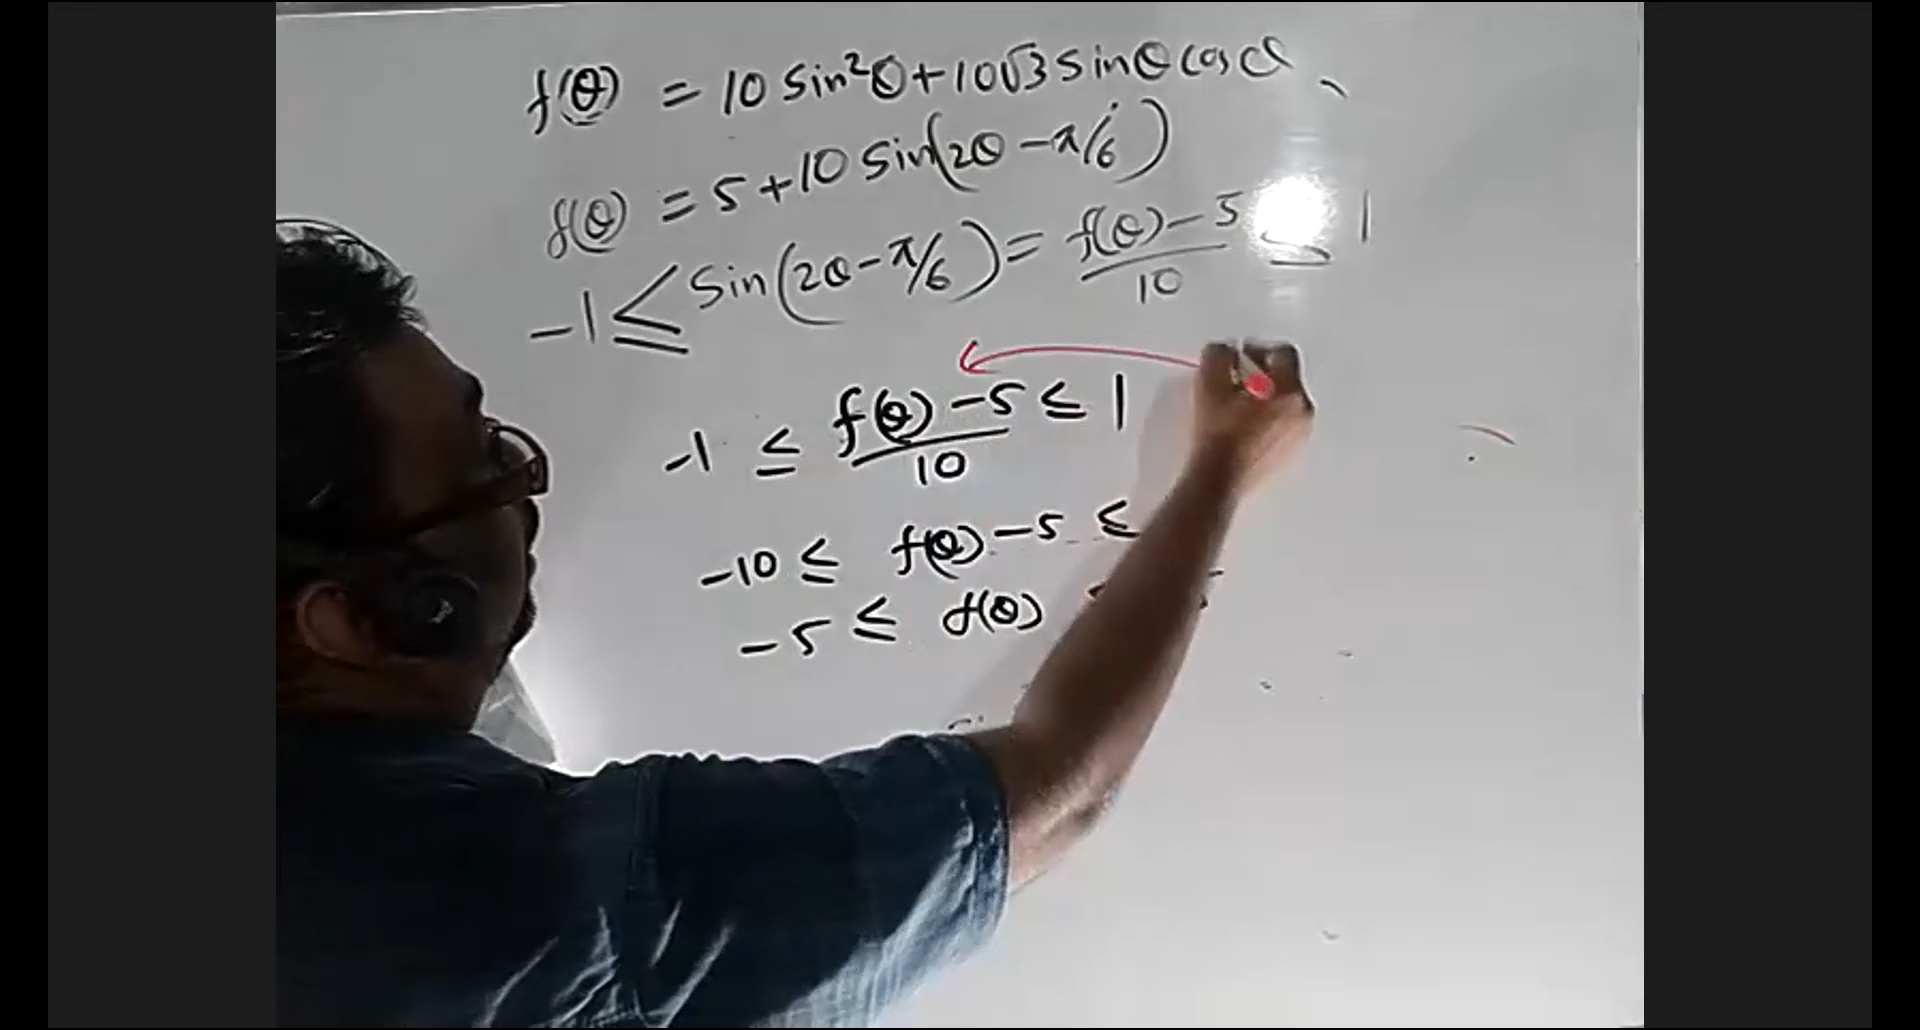 f(θ) = 10 Sin²θ + 10√3 Sinθ Cosθ
f(θ) = 5 + 10 Sin(2θ - π/6)
-1 ≤ Sin(2θ - π/6) = f(θ) - 5 / 10 ≤ 1
-1 ≤ f(θ) - 5 / 10 ≤ 1
-10 ≤ f(θ) - 5 ≤
-5 ≤ f(θ)